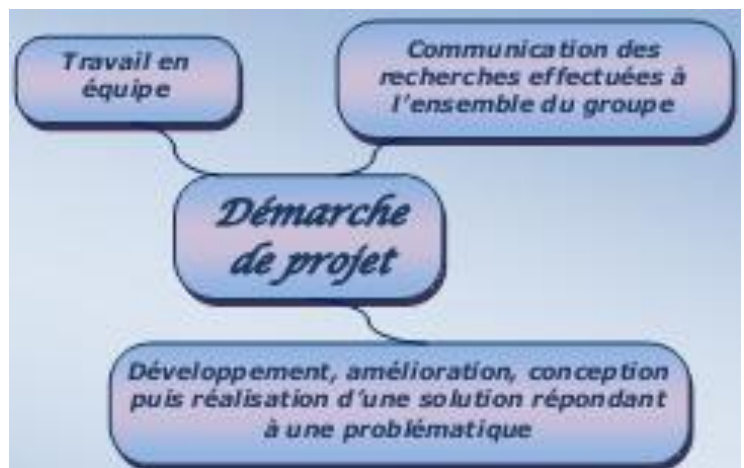 Travail en
équipe
Communication des
recherches effectuées à
l'ensemble du groupe
Démarche
de projet
Développement, amélioration, conception
puis réalisation d'une solution répondant
à une problématique